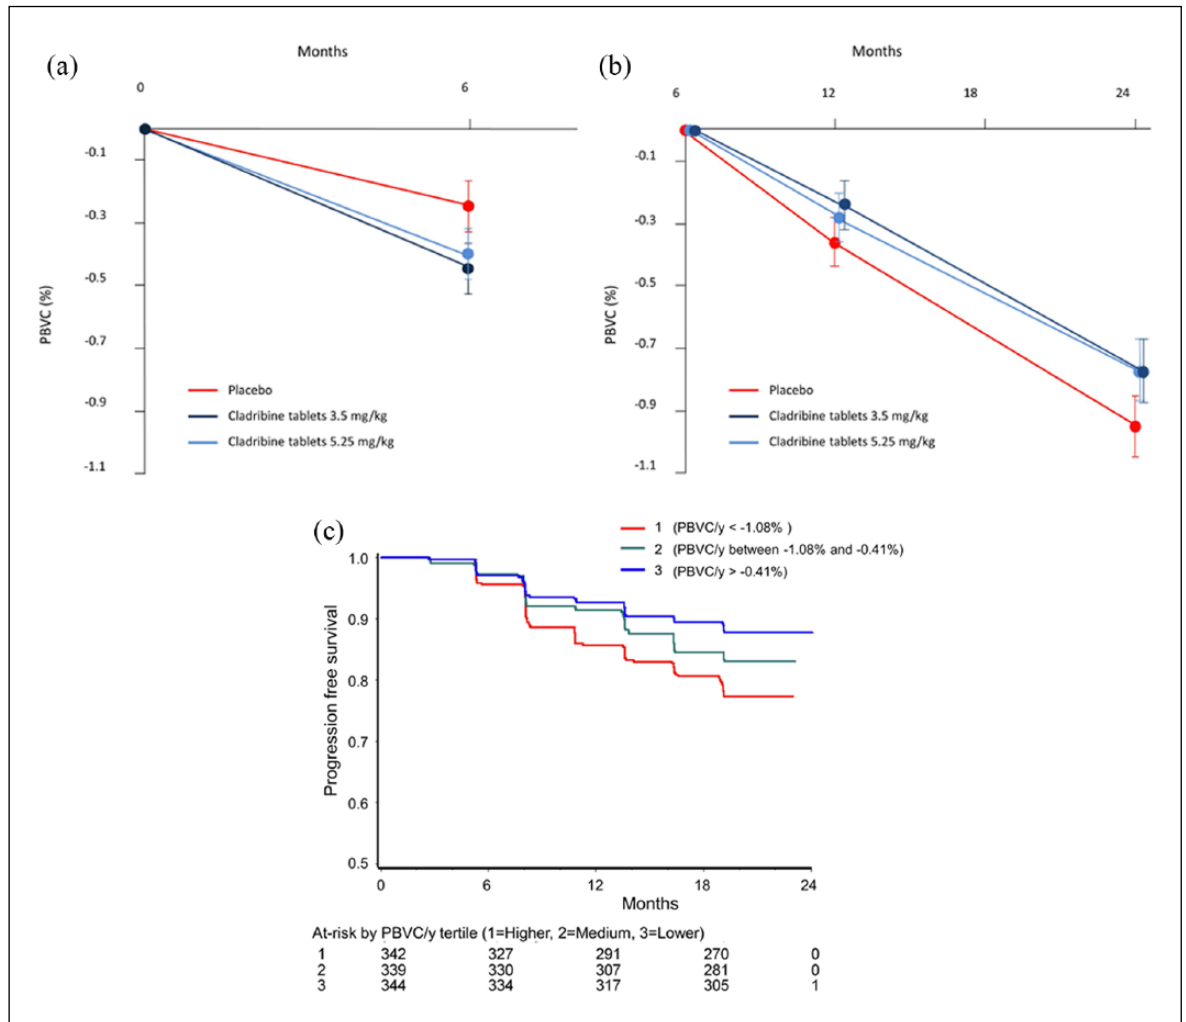 (a)
Months
0 6
-0.1
-0.3
-0.5
-0.7
-0.9
-1.1
PBVC (%)
Placebo
Cladribine tablets 3.5 mg/kg
Cladribine tablets 5.25 mg/kg
(b)
Months
6 12 18 24
-0.1
-0.3
-0.5
-0.7
-0.9
-1.1
PBVC (%)
Placebo
Cladribine tablets 3.5 mg/kg
Cladribine tablets 5.25 mg/kg
(c)
1 (PBVC/y < -1.08% )
2 (PBVC/y between -1.08% and -0.41%)
3 (PBVC/y > -0.41%)
Progression free survival
1.0
0.9
0.8
0.7
0.6
0.5
0 6 12 18 24
Months
At-risk by PBVC/y tertile (1=Higher, 2=Medium, 3=Lower)
1 342 327 291 270 0
2 339 330 307 281 0
3 344 334 317 305 1